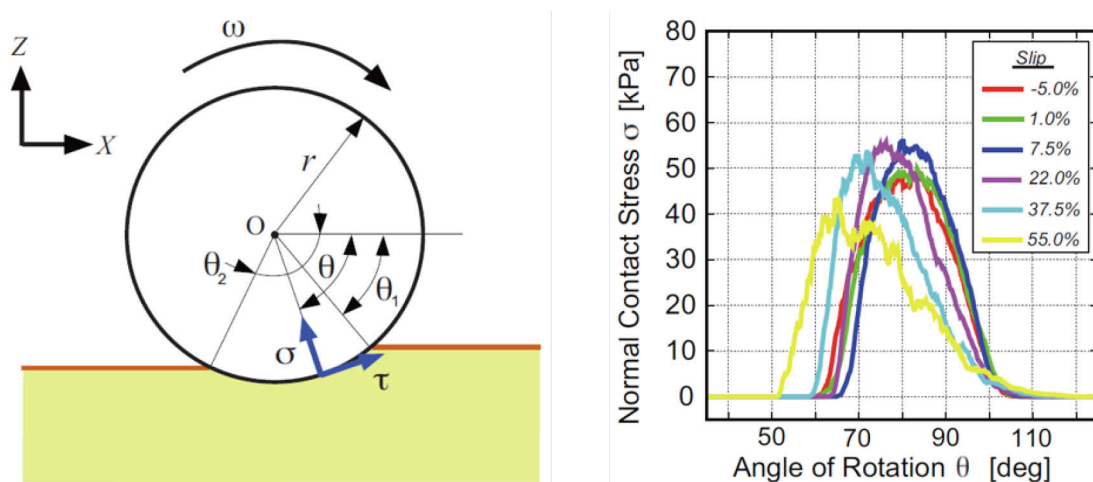 ω
Z
X
r
O
θ
θ₂
θ₁
σ
τ
Normal Contact Stress σ [kPa]
80
70
60
50
40
30
20
10
0
Slip
-5.0%
1.0%
7.5%
22.0%
37.5%
55.0%
50 70 90 110
Angle of Rotation θ [deg]